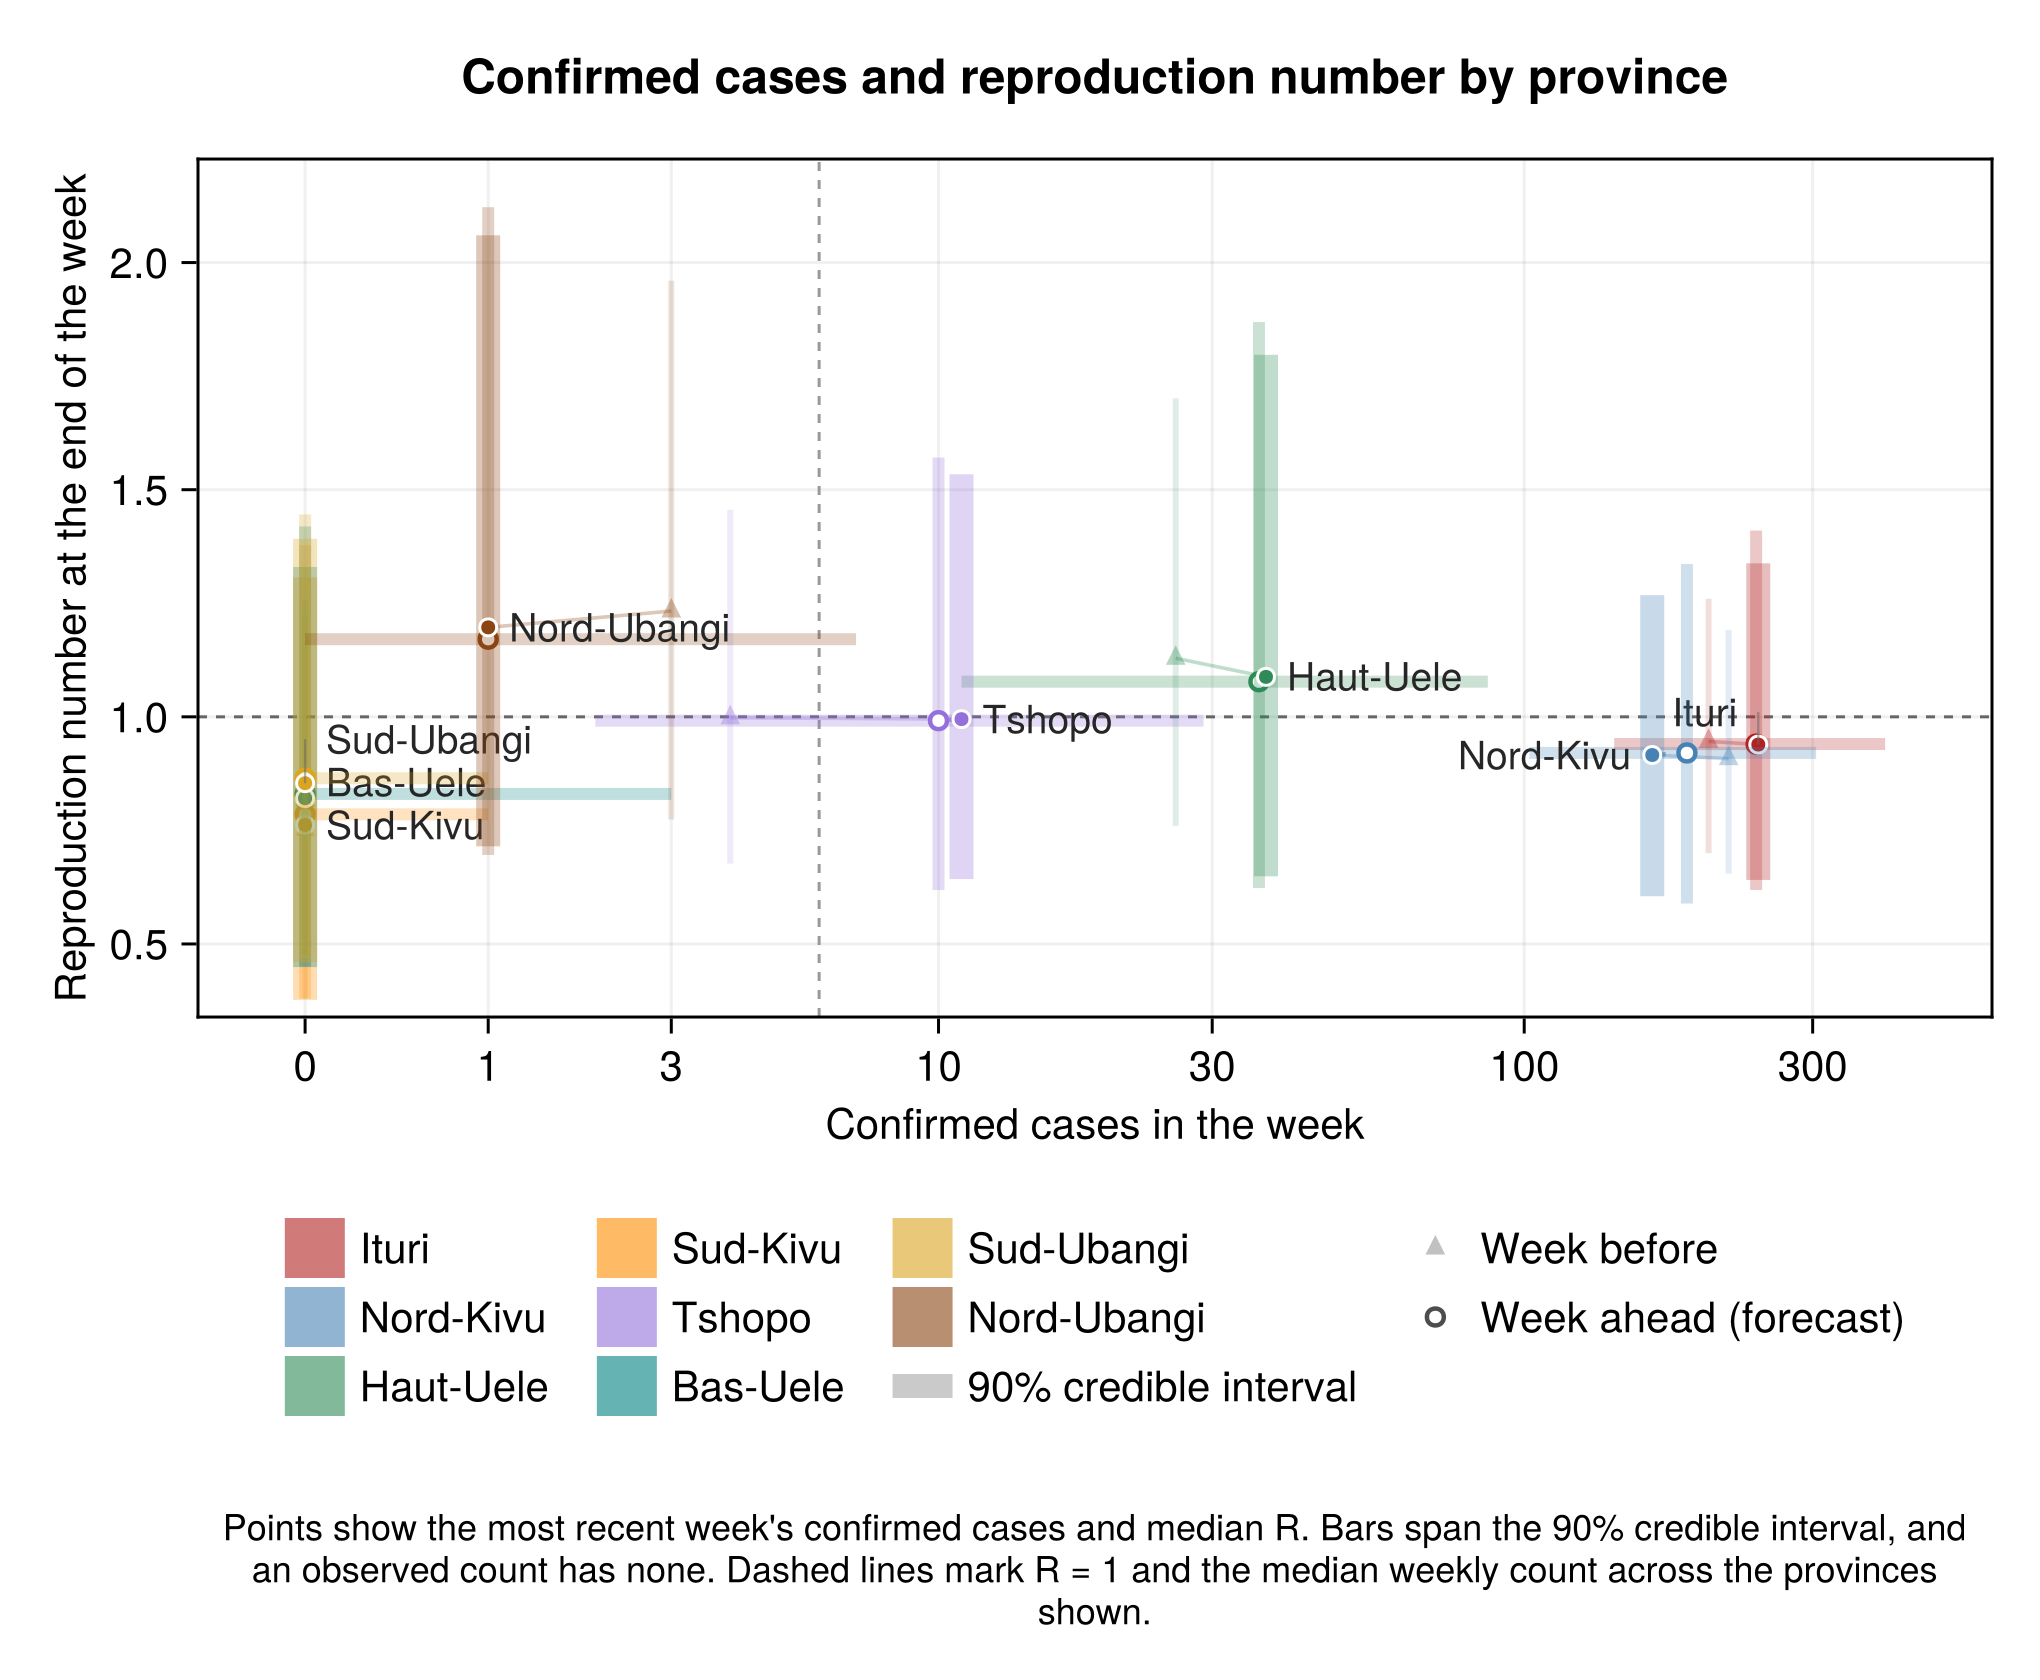 Confirmed cases and reproduction number by province
Reproduction number at the end of the week
2.0
1.5
1.0
0.5
Nord-Ubangi
Haut-Uele
Ituri
Tshopo
Sud-Ubangi
Nord-Kivu
Bas-Uele
Sud-Kivu
0 1 3 10 30 100 300
Confirmed cases in the week
Ituri Sud-Kivu Sud-Ubangi Week before
Nord-Kivu Tshopo Nord-Ubangi Week ahead (forecast)
Haut-Uele Bas-Uele 90% credible interval
Points show the most recent week's confirmed cases and median R. Bars span the 90% credible interval, and
an observed count has none. Dashed lines mark R = 1 and the median weekly count across the provinces
shown.